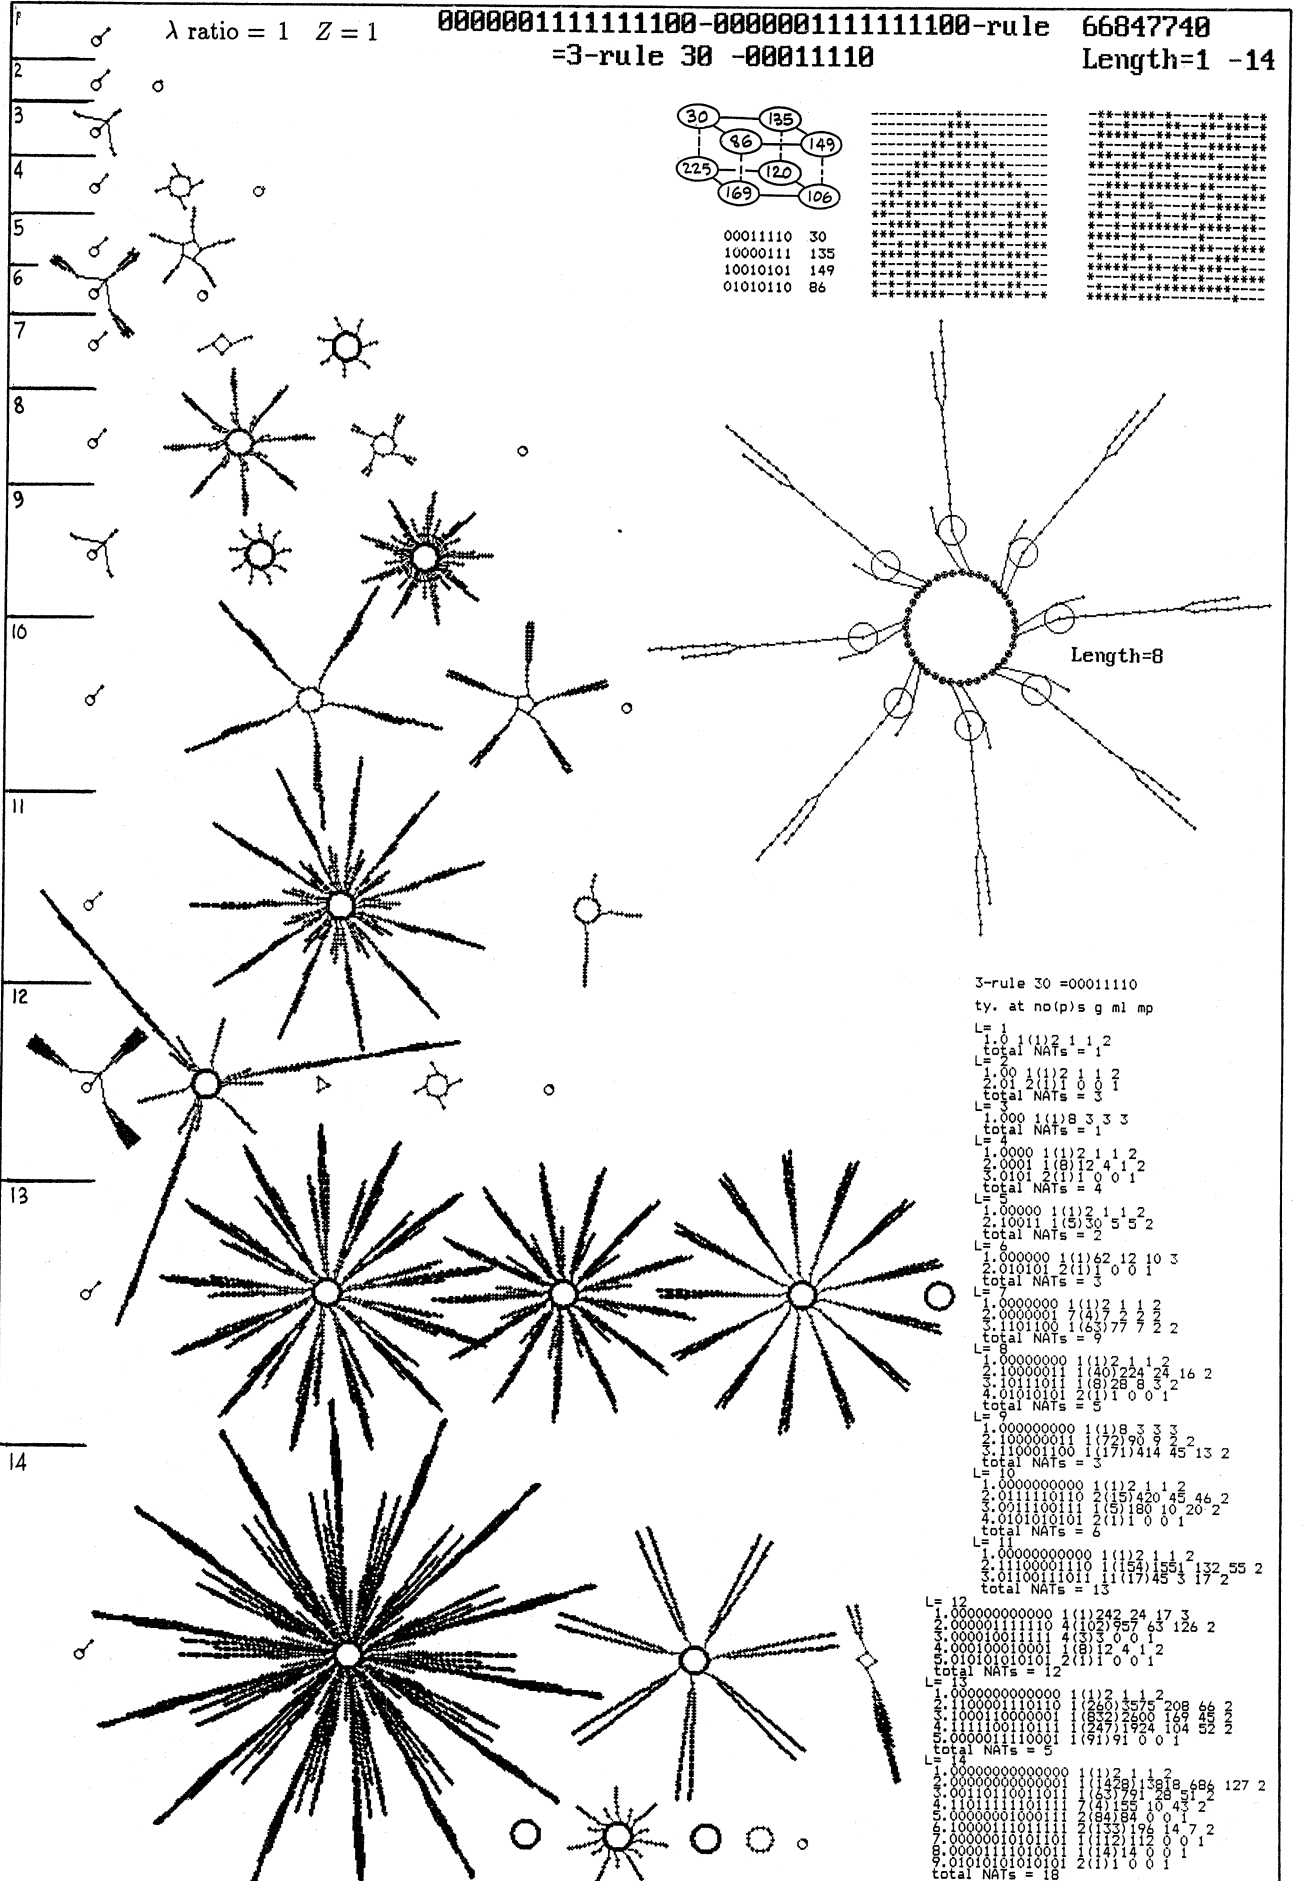 λ ratio = 1 Z = 1
0000001111111100-0000001111111100-rule 66847740
=3-rule 30 -00011110 Length=1 -14
2
3
4
5
6
7
8
9
10
11
12
13
14
30 135
86 149
225 120
169 106
00011110 30
10000111 135
10010101 149
01010110 86
Length=8
3-rule 30 =00011110
ty. at no(p)s g ml mp
L= 1
1.0 1(1)2 1 1 2
total NATs = 1
L= 2
1.00 1(1)2 1 1 2
2.01 2(1)1 0 0 1
total NATs = 3
L= 3
1.000 1(1)8 3 3 3
total NATs = 1
L= 4
1.0000 1(1)2 1 1 2
2.0001 1(8)12 4 1 2
3.0101 2(1)1 0 0 1
total NATs = 4
L= 5
1.00000 1(1)2 1 1 2
2.10011 1(5)30 5 5 2
total NATs = 2
L= 6
1.000000 1(1)62 12 10 3
2.010101 2(1)1 0 0 1
total NATs = 3
L= 7
1.0000000 1(1)2 1 1 2
2.0000001 7(4)7 2 2 2
3.1101100 1(63)77 7 2 2
total NATs = 9
L= 8
1.00000000 1(1)2 1 1 2
2.10000011 1(40)224 24 16 2
3.10111011 1(8)28 8 3 2
4.01010101 2(1)1 0 0 1
total NATs = 5
L= 9
1.000000000 1(1)8 3 3 3
2.100000011 1(72)90 9 2 2
3.110001100 1(171)414 45 13 2
total NATs = 3
L= 10
1.0000000000 1(1)2 1 1 2
2.0111110110 2(15)420 45 46 2
3.0011100111 1(5)180 10 20 2
4.0101010101 2(1)1 0 0 1
total NATs = 6
L= 11
1.00000000000 1(1)2 1 1 2
2.11100001110 1(154)1551 132 55 2
3.01100111011 11(17)45 3 17 2
total NATs = 13
L= 12
1.000000000000 1(1)242 24 17 3
2.000001111110 4(102)957 63 126 2
3.000010011111 4(3)3 0 0 1
4.000100010001 1(8)12 4 1 2
5.010101010101 2(1)1 0 0 1
total NATs = 12
L= 13
1.0000000000000 1(1)2 1 1 2
2.1100001110110 1(260)3575 208 66 2
3.1000110000001 1(832)2600 169 45 2
4.1111100110111 1(247)1924 104 52 2
5.0000011110001 1(91)91 0 0 1
total NATs = 5
L= 14
1.00000000000000 1(1)2 1 1 2
2.00000000000001 1(1428)13818 686 127 2
3.00110110011011 1(63)791 28 51 2
4.11011111101111 7(4)155 10 43 2
5.00000001000111 2(84)84 0 0 1
6.10000111011111 2(133)196 14 7 2
7.00000010101101 1(112)112 0 0 1
8.00001111010011 1(14)14 0 0 1
9.01010101010101 2(1)1 0 0 1
total NATs = 18